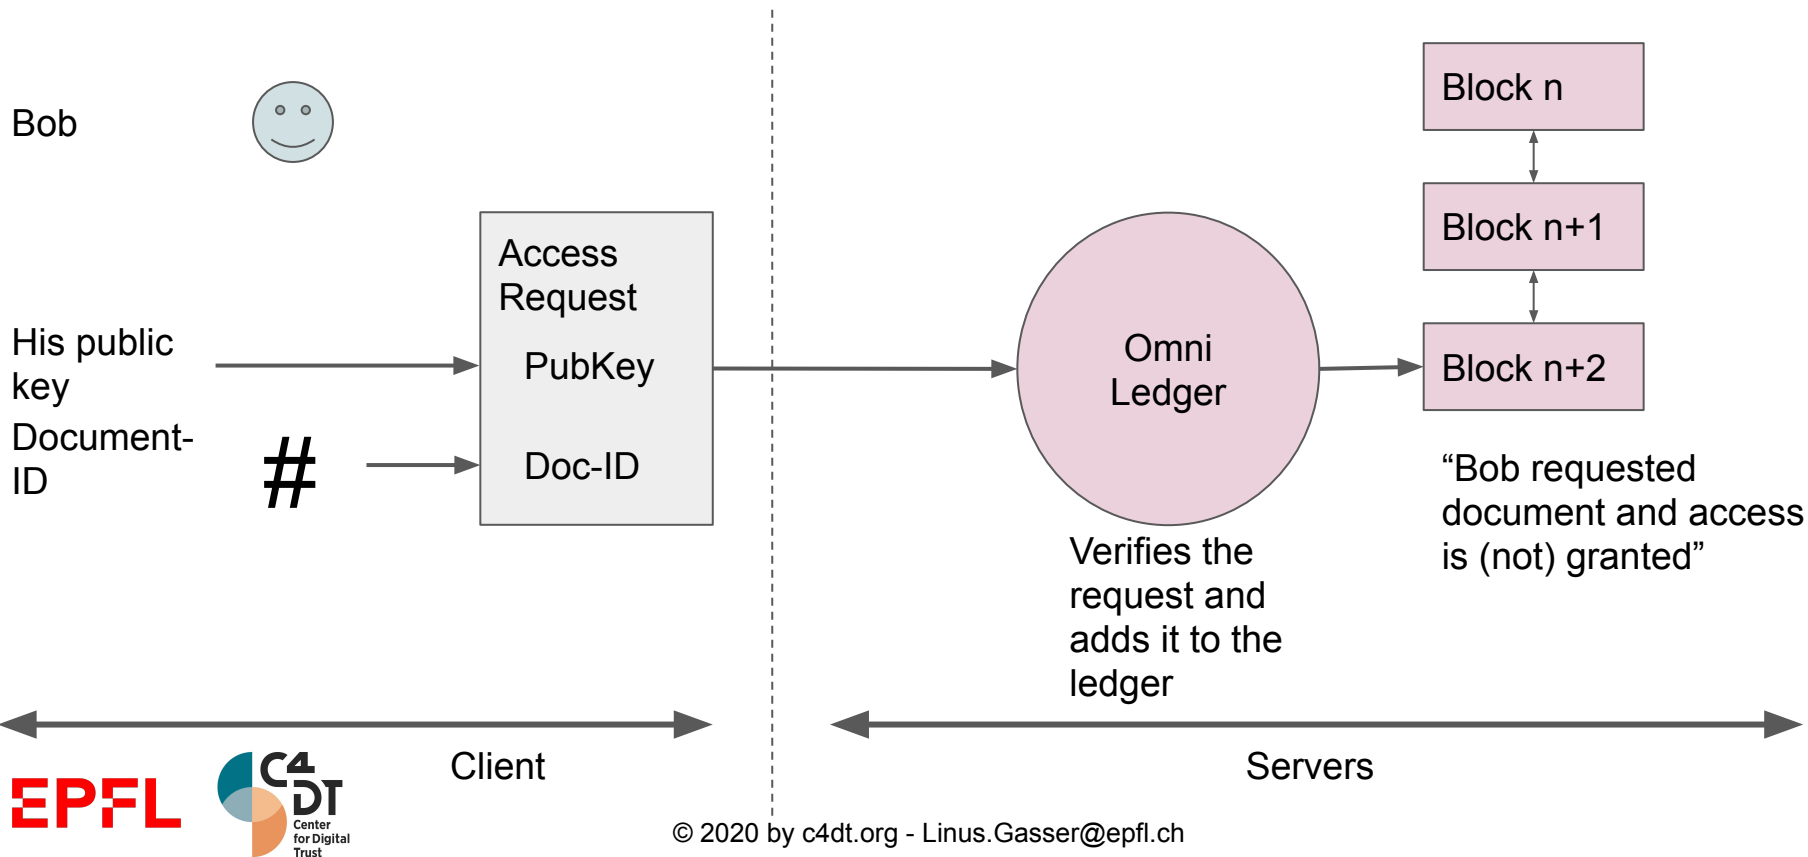 Bob
His public
key
Document-
ID
#
Access
Request
PubKey
Doc-ID
Omni
Ledger
Verifies the
request and
adds it to the
ledger
Block n
Block n+1
Block n+2
“Bob requested
document and access
is (not) granted”
Client
Servers
EPFL
C4
DT
Center
for Digital
Trust
© 2020 by c4dt.org - Linus.Gasser@epfl.ch